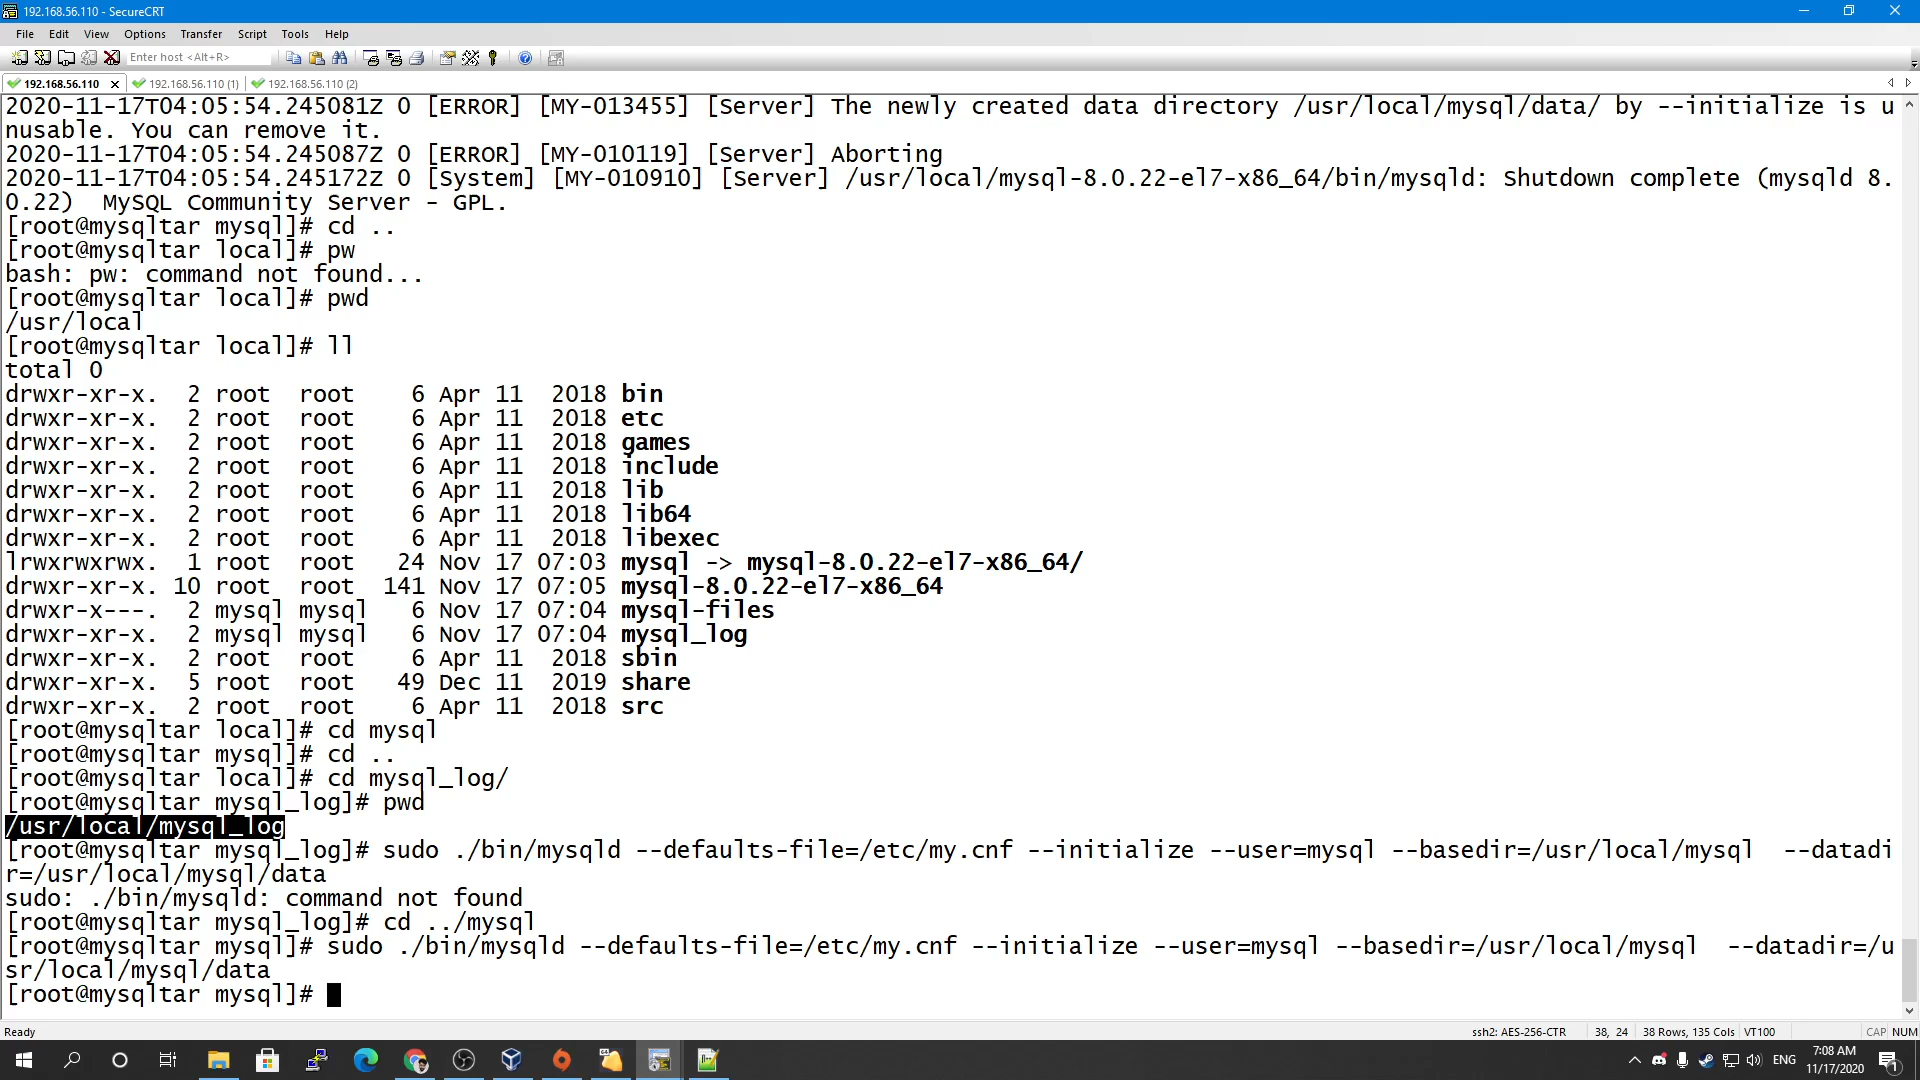 192.168.56.110 - SecureCRT
File Edit View Options Transfer Script Tools Help
Enter host <Alt+R>
192.168.56.110 192.168.56.110 (1) 192.168.56.110 (2)
2020-11-17T04:05:54.245081Z 0 [ERROR] [MY-013455] [Server] The newly created data directory /usr/local/mysql/data/ by --initialize is u
nusable. You can remove it.
2020-11-17T04:05:54.245087Z 0 [ERROR] [MY-010119] [Server] Aborting
2020-11-17T04:05:54.245172Z 0 [System] [MY-010910] [Server] /usr/local/mysql-8.0.22-el7-x86_64/bin/mysqld: Shutdown complete (mysqld 8.
0.22)  MySQL Community Server - GPL.
[root@mysqltar mysql]# cd ..
[root@mysqltar local]# pw
bash: pw: command not found...
[root@mysqltar local]# pwd
/usr/local
[root@mysqltar local]# ll
total 0
drwxr-xr-x.  2 root  root    6 Apr 11  2018 bin
drwxr-xr-x.  2 root  root    6 Apr 11  2018 etc
drwxr-xr-x.  2 root  root    6 Apr 11  2018 games
drwxr-xr-x.  2 root  root    6 Apr 11  2018 include
drwxr-xr-x.  2 root  root    6 Apr 11  2018 lib
drwxr-xr-x.  2 root  root    6 Apr 11  2018 lib64
drwxr-xr-x.  2 root  root    6 Apr 11  2018 libexec
lrwxrwxrwx.  1 root  root   24 Nov 17 07:03 mysql -> mysql-8.0.22-el7-x86_64/
drwxr-xr-x. 10 root  root  141 Nov 17 07:05 mysql-8.0.22-el7-x86_64
drwxr-x---.  2 mysql mysql   6 Nov 17 07:04 mysql-files
drwxr-xr-x.  2 mysql mysql   6 Nov 17 07:04 mysql_log
drwxr-xr-x.  2 root  root    6 Apr 11  2018 sbin
drwxr-xr-x.  5 root  root   49 Dec 11  2019 share
drwxr-xr-x.  2 root  root    6 Apr 11  2018 src
[root@mysqltar local]# cd mysql
[root@mysqltar mysql]# cd ..
[root@mysqltar local]# cd mysql_log/
[root@mysqltar mysql_log]# pwd
/usr/local/mysql_log
[root@mysqltar mysql_log]# sudo ./bin/mysqld --defaults-file=/etc/my.cnf --initialize --user=mysql --basedir=/usr/local/mysql  --datadi
r=/usr/local/mysql/data
sudo: ./bin/mysqld: command not found
[root@mysqltar mysql_log]# cd ../mysql
[root@mysqltar mysql]# sudo ./bin/mysqld --defaults-file=/etc/my.cnf --initialize --user=mysql --basedir=/usr/local/mysql  --datadir=/u
sr/local/mysql/data
[root@mysqltar mysql]#
Ready ssh2: AES-256-CTR 38, 24 38 Rows, 135 Cols VT100 CAP NUM
ENG 7:08 AM
11/17/2020 1